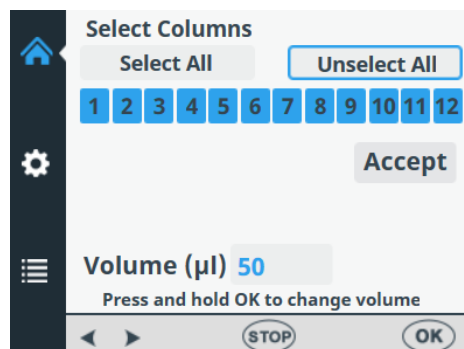 Select Columns
Select All Unselect All
1 2 3 4 5 6 7 8 9 10 11 12
Accept
Volume (µl) 50
Press and hold OK to change volume
STOP OK